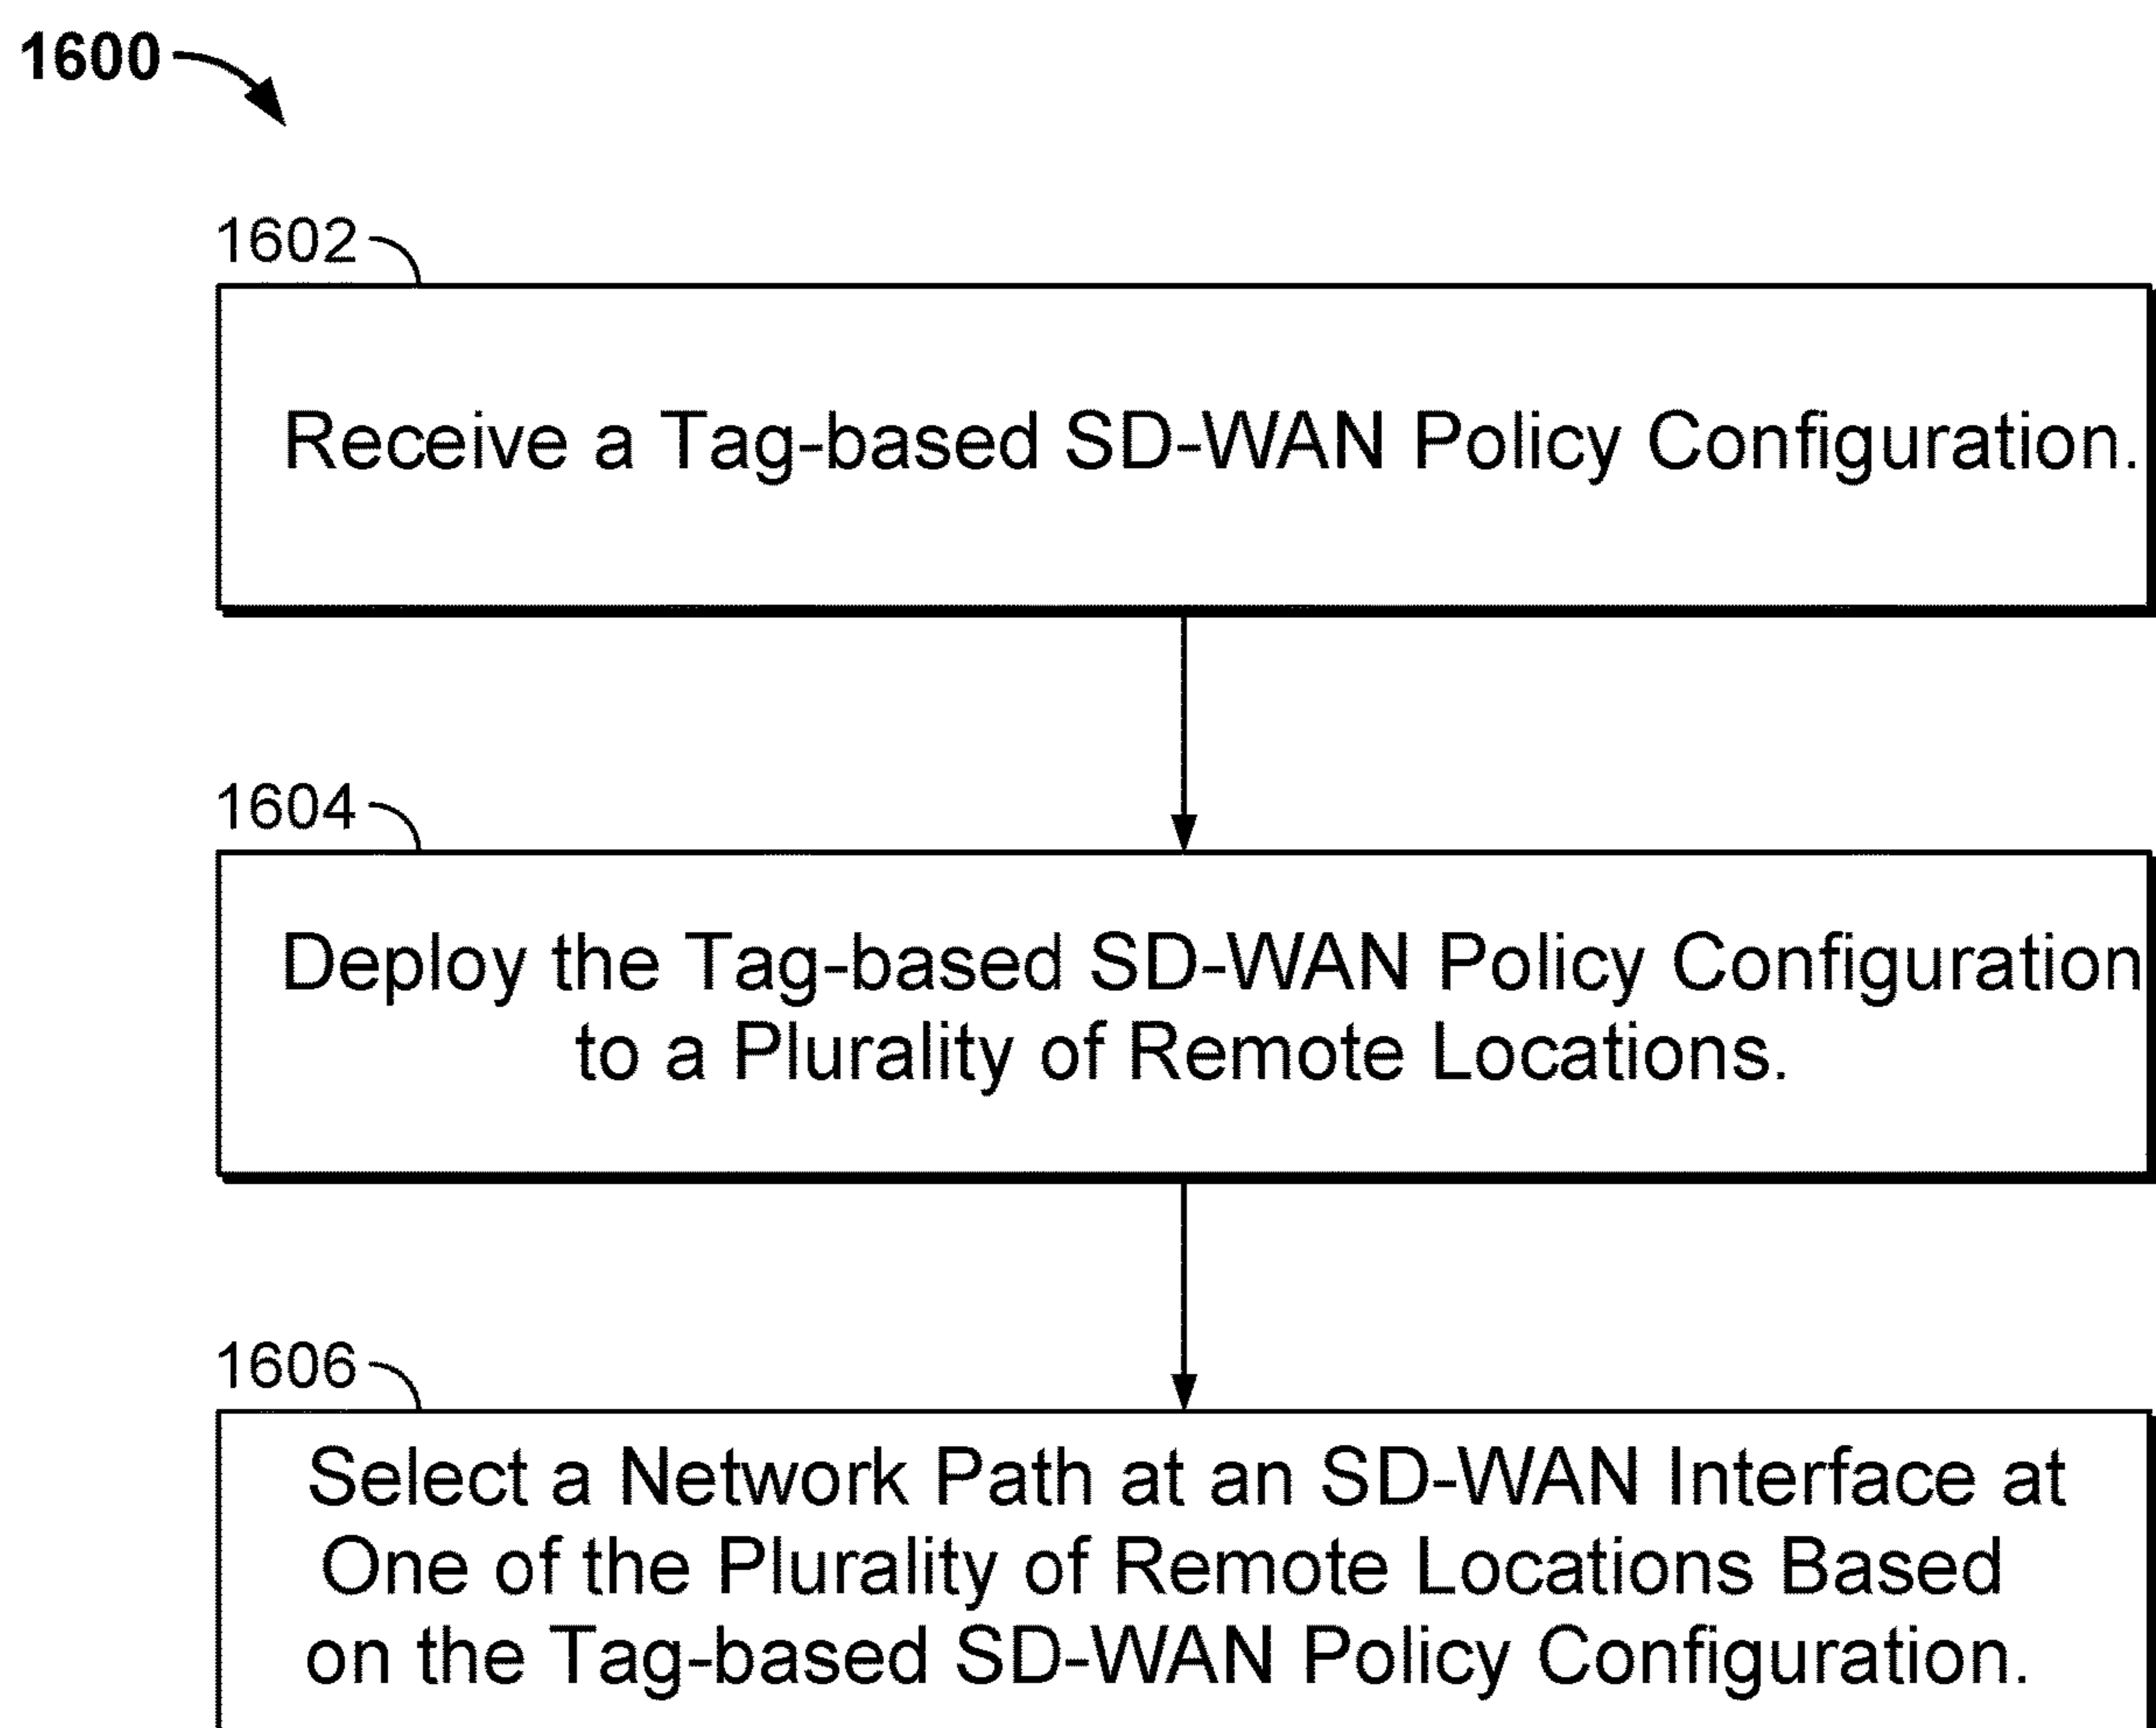 1600
1602
Receive a Tag-based SD-WAN Policy Configuration.
1604
Deploy the Tag-based SD-WAN Policy Configuration
to a Plurality of Remote Locations.
1606
Select a Network Path at an SD-WAN Interface at
One of the Plurality of Remote Locations Based
on the Tag-based SD-WAN Policy Configuration.